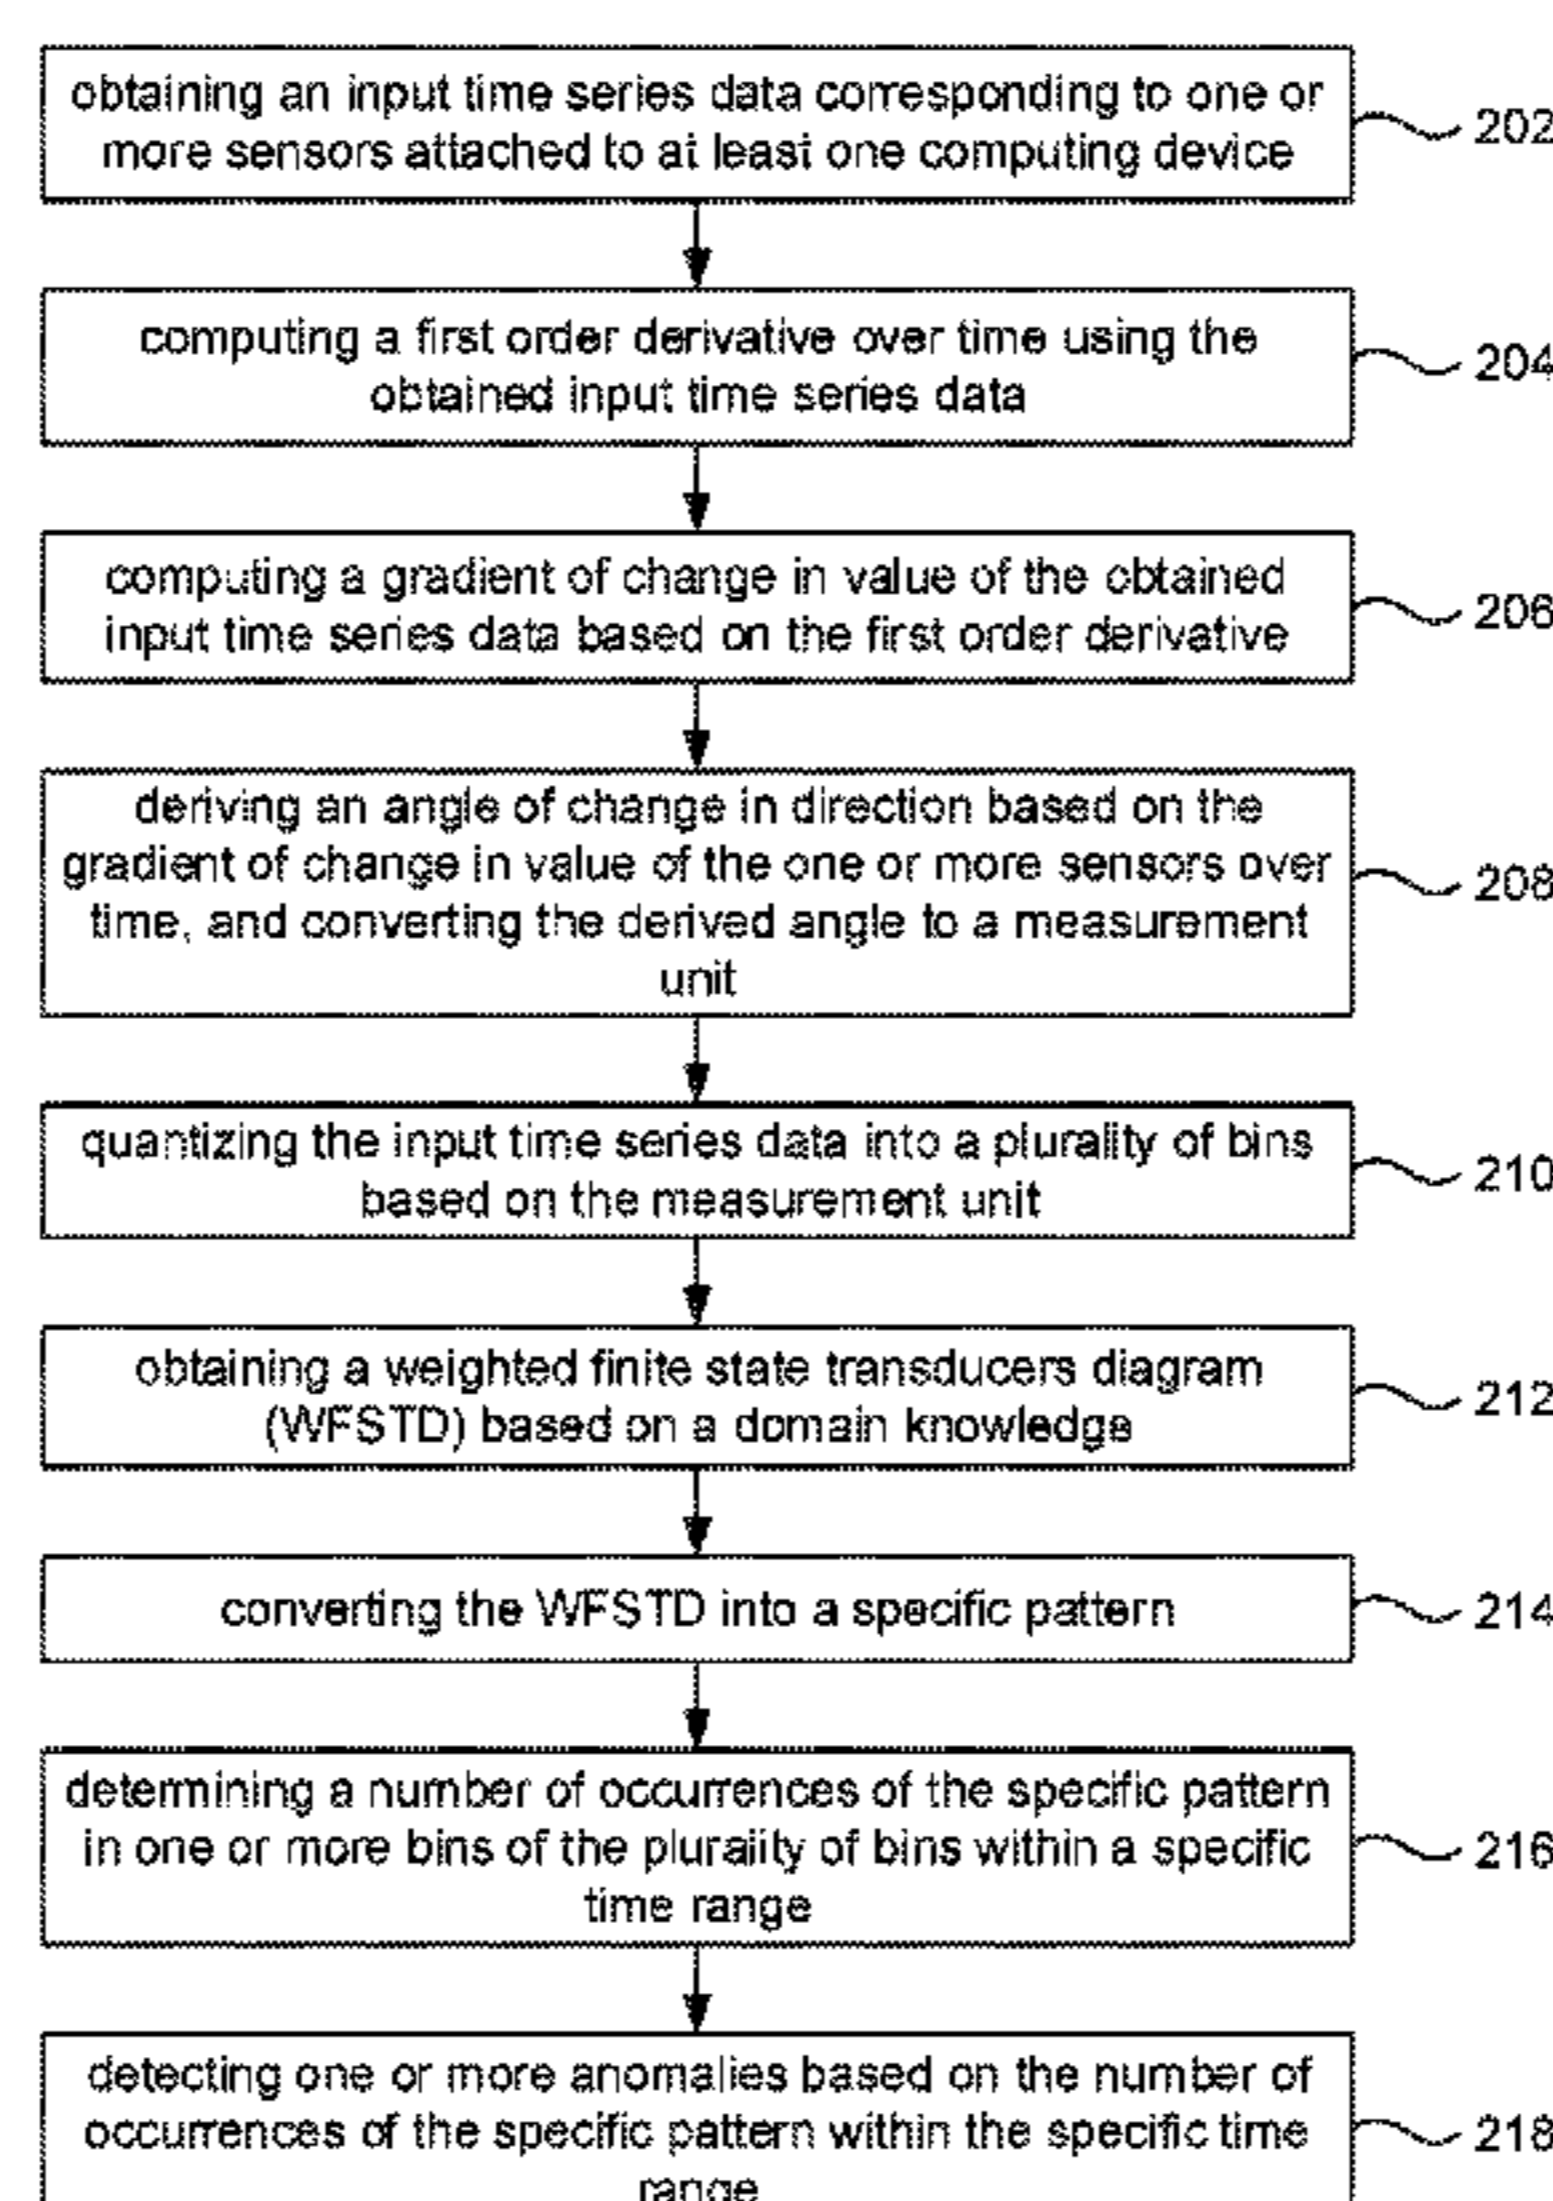 obtaining an input time series data corresponding to one or
more sensors attached to at least one computing device
202
computing a first order derivative over time using the
obtained input time series data
204
computing a gradient of change in value of the obtained
input time series data based on the first order derivative
206
deriving an angle of change in direction based on the
gradient of change in value of the one or more sensors over
time, and converting the derived angle to a measurement
unit
208
quantizing the input time series data into a plurality of bins
based on the measurement unit
210
obtaining a weighted finite state transducers diagram
(WFSTD) based on a domain knowledge
212
converting the WFSTD into a specific pattern
214
determining a number of occurrences of the specific pattern
in one or more bins of the plurality of bins within a specific
time range
216
detecting one or more anomalies based on the number of
occurrences of the specific pattern within the specific time
range
218